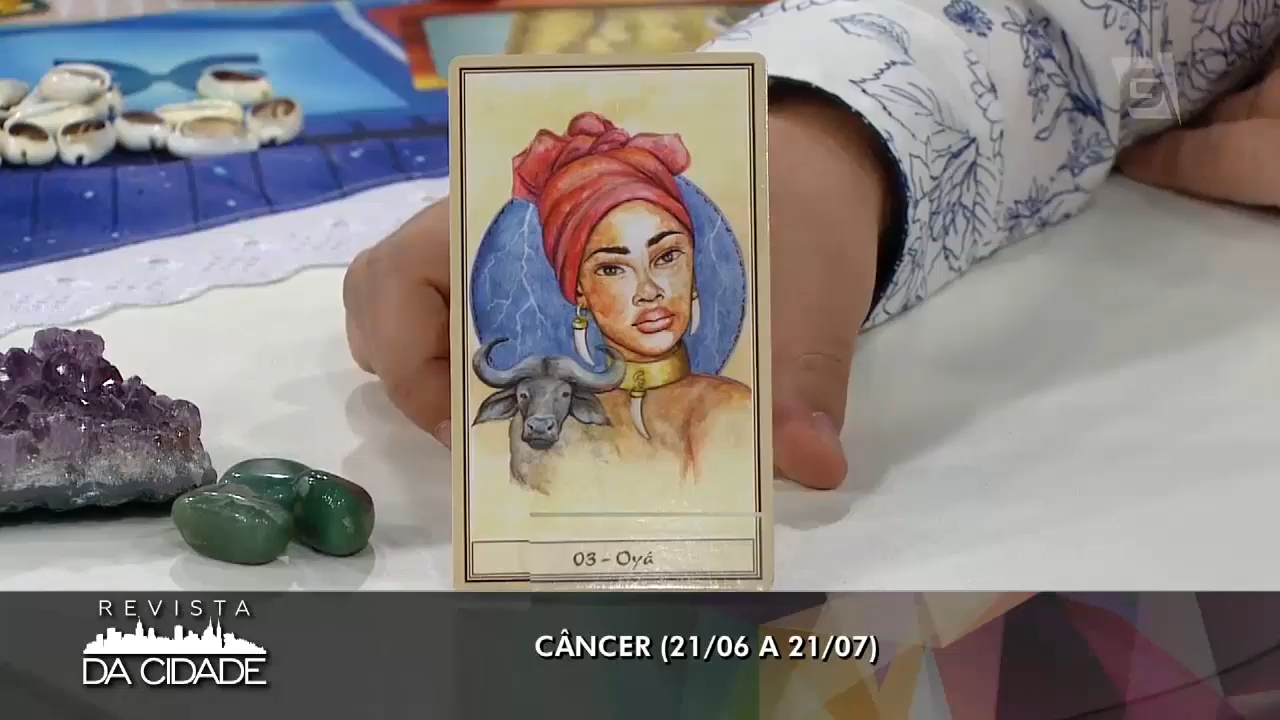 03 - Oyá
REVISTA
DA CIDADE
CÂNCER (21/06 A 21/07)